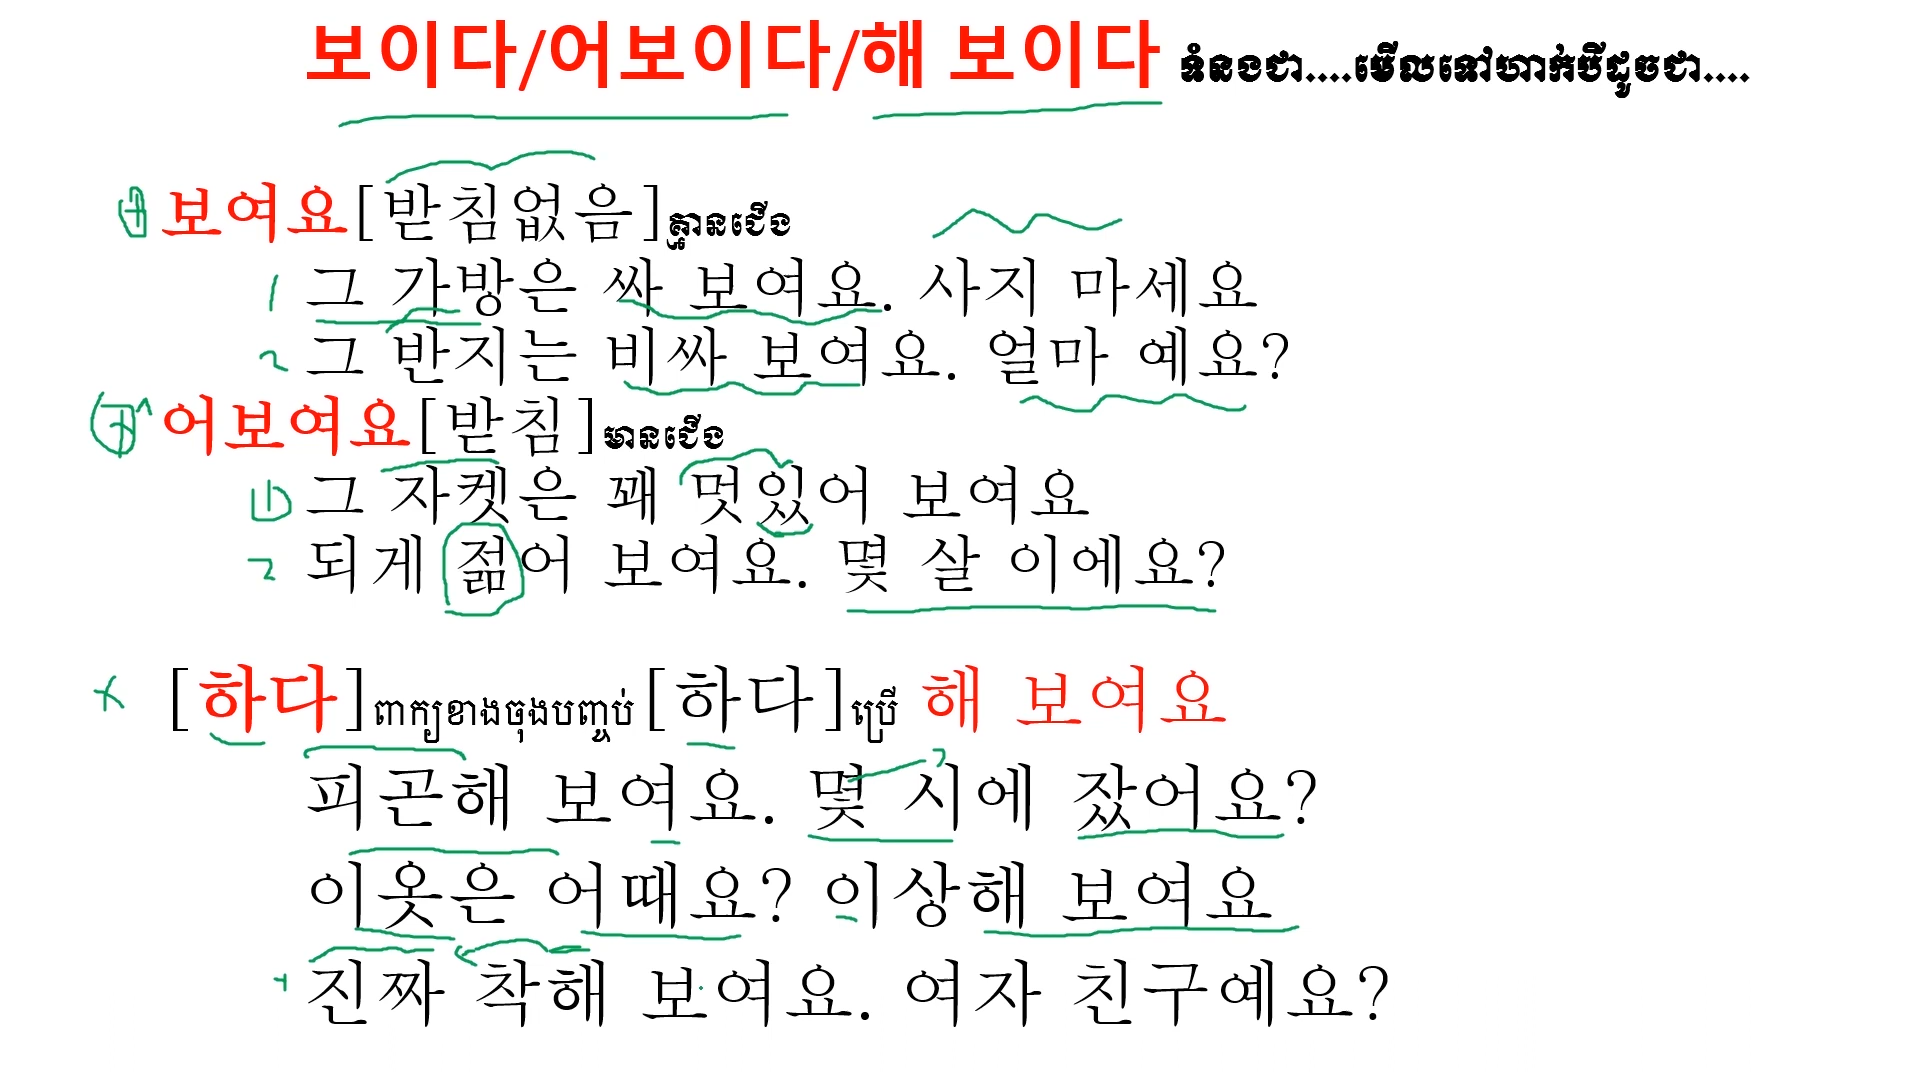 보이다/어보이다/해 보이다 ទំនងជា....មើលទៅហាក់បីដូចជា....
보여요[받침없음]គ្មានជើង
1 그 가방은 싸 보여요. 사지 마세요
2 그 반지는 비싸 보여요. 얼마 예요?
어보여요[받침]មានជើង
1 그 자켓은 꽤 멋있어 보여요
2 되게 젊어 보여요. 몇 살 이에요?
[하다]ពាក្យខាងចុងបញ្ចប់[하다]ប្រើ 해 보여요
피곤해 보여요. 몇 시에 잤어요?
이옷은 어때요? 이상해 보여요
진짜 착해 보여요. 여자 친구예요?